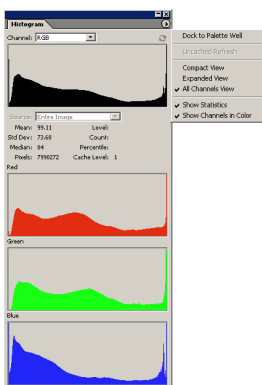 Histogram
Channel: RGB
Source: Entire Image
Mean: 99.11 Level:
Std Dev: 73.68 Count:
Median: 84 Percentile:
Pixels: 7990272 Cache Level: 1
Red
Green
Blue
Dock to Palette Well
Uncached Refresh
Compact View
Expanded View
All Channels View
Show Statistics
Show Channels in Color